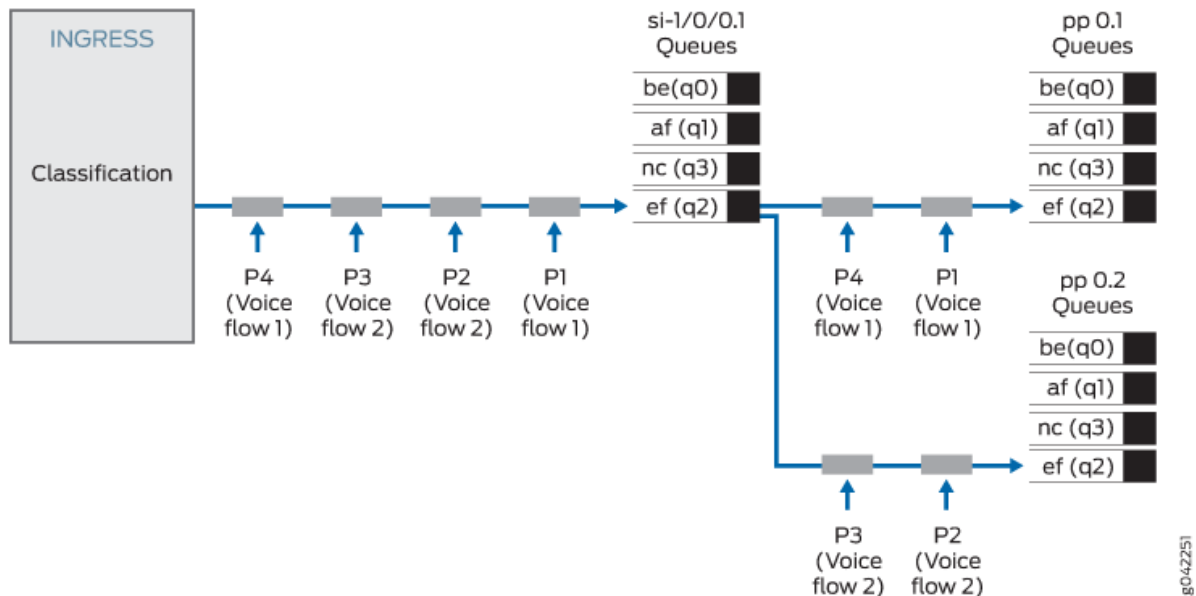 INGRESS
Classification
P4
(Voice
flow 1)
P3
(Voice
flow 2)
P2
(Voice
flow 2)
P1
(Voice
flow 1)
si-1/0/0.1
Queues
be(q0)
af (q1)
nc (q3)
ef (q2)
P4
(Voice
flow 1)
P1
(Voice
flow 1)
pp 0.1
Queues
be(q0)
af (q1)
nc (q3)
ef (q2)
P3
(Voice
flow 2)
P2
(Voice
flow 2)
pp 0.2
Queues
be(q0)
af (q1)
nc (q3)
ef (q2)
g042251